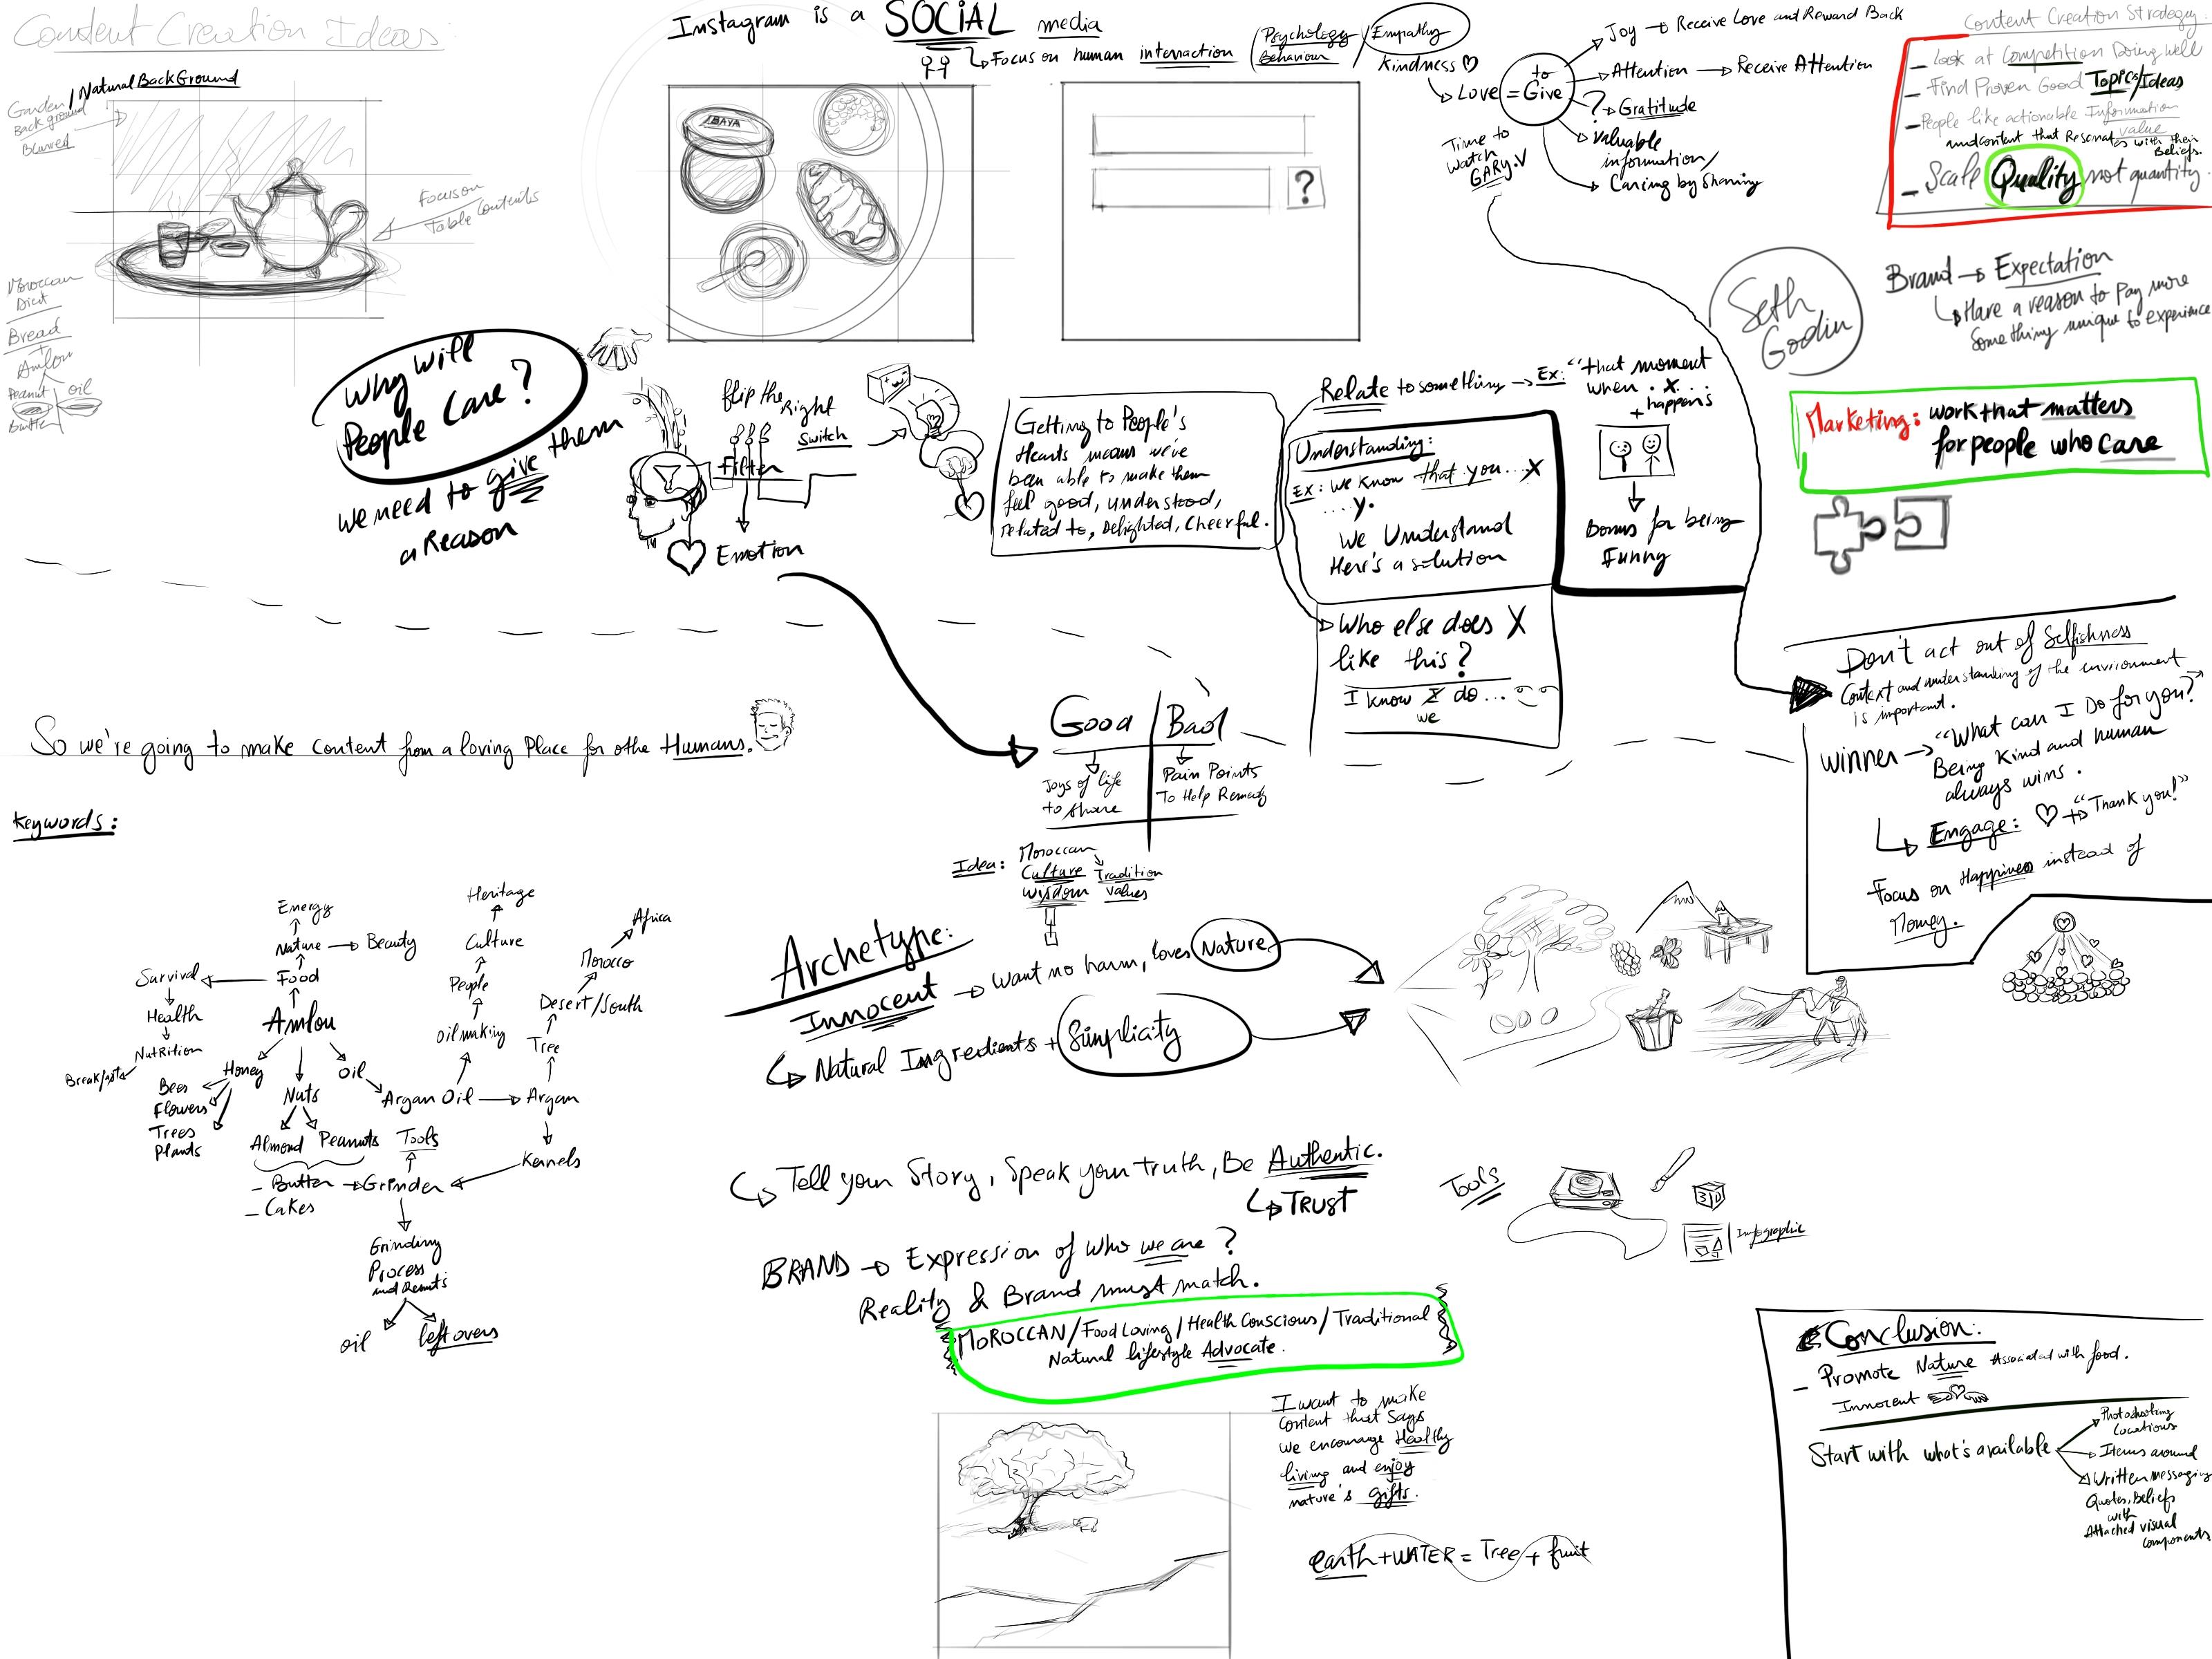 Content Creation Ideas:
Garden / Natural BackGround
Background
Blurred
Focus on
Table Contents
Moroccan
Diet
Bread
+
Amlou
Peanut oil
Butter
Instagram is a SOCIAL media
Focus on human interaction (Psychology / Empathy
Behaviour
Kindness
Love = to Give
Joy → Receive Love and Reward Back
Attention → Receive Attention
? Gratitude
Valuable
information/
Caring by Sharing
Time to
watch
GARY.V
IBAYA
?
Content Creation Strategy:
- Look at Competition Doing well
- Find Proven Good Topics/Ideas
- People like actionable Information
value
and content that Resonates with their
Beliefs.
- Scale Quality not quantity.
Seth
Godin
Brand → Expectation
Have a reason to Pay more
Something unique to experience
Marketing: work that matters
for people who care
Why will
People Care?
we need to give them
a Reason
flip the right
Switch
Filter
Emotion
Getting to People's
Hearts means we've
been able to make them
feel good, understood,
related to, Delighted, Cheerful.
Relate to something → Ex: "that moment
when . X . . .
happens
+
Bonus for being
Funny
Understanding:
Ex: we know that you... X
.... y.
we Understand
Here's a solution
Who else does X
like this?
I know I do...
we
Don't act out of Selfishness
Context and understanding of the environment
is important.
Winner → "What can I Do for you?"
Being Kind and human
always wins.
Engage: ♡ + "Thank you!"
Focus on Happiness instead of
Money.
So we're going to make content from a loving Place for othe Humans.
Good / Bad
Joys of life
to share
Pain Points
To Help Remedy
Idea: Moroccan
Culture Tradition
Wisdom Values
Keywords:
Heritage
Energy
Africa
Nature → Beauty
Culture
Morocco
Survival
Food
People
Desert/South
Health
Amlou
Oil making
Tree
Nutrition
Breakfast
Honey
Oil
Bees
Flowers
Trees
Plants
Nuts
Argan Oil → Argan
Almond Peanuts
Tools
Kernels
- Butter → Grinder
- Cakes
Grinding
Process
and Results
oil
leftovers
Archetype:
Innocent → Want no harm, loves Nature
Natural Ingredients + Simplicity
Tell your Story, Speak your truth, Be Authentic.
TRUST
Tools
3D
Infographic
BRAND → Expression of Who we are?
Reality & Brand must match.
MOROCCAN/Food Loving/Health Conscious/Traditional
Natural lifestyle Advocate.
I want to make
content that says
we encourage Healthy
living and enjoy
nature's gifts.
earth + WATER = Tree + fruit
Conclusion:
- Promote Nature Associated with food.
Innocent
Start with what's available
Photoshooting
Locations
Items around
Written messaging
Quotes, Beliefs
with
Attached visual
components